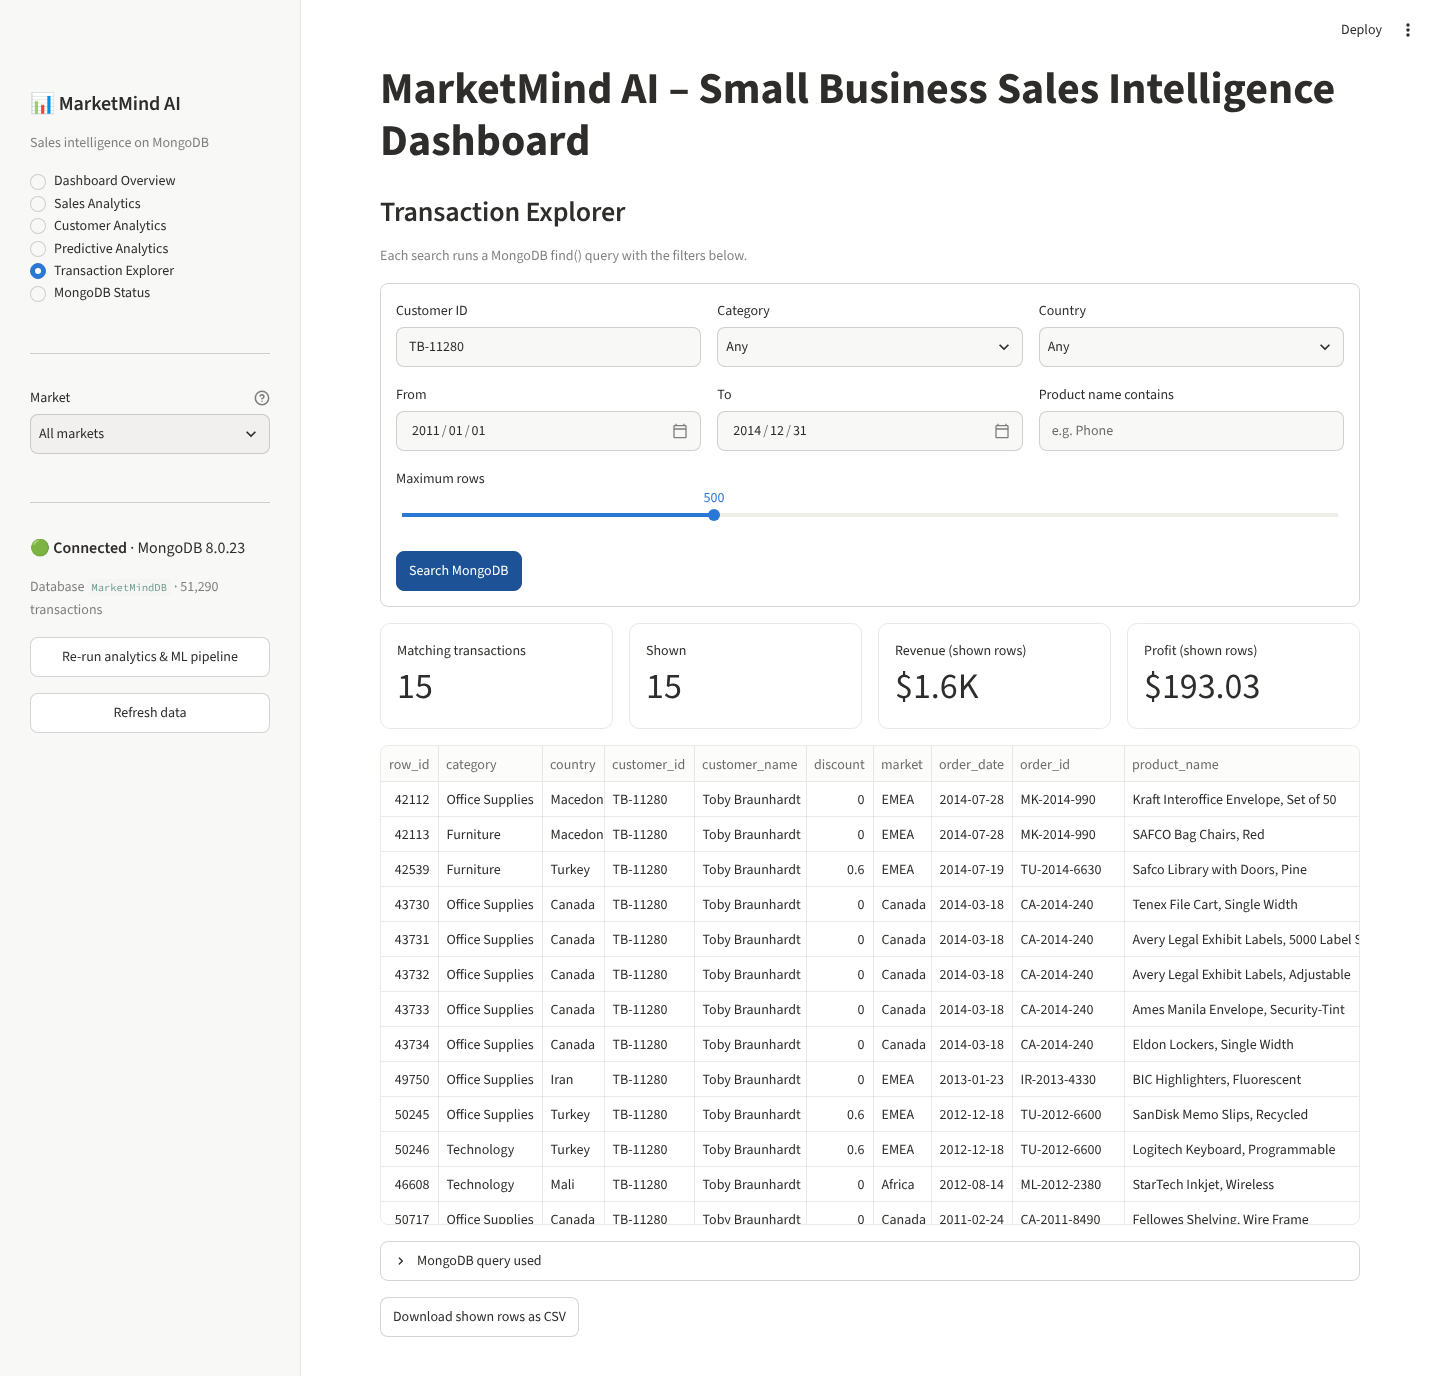 Deploy
📊 MarketMind AI
Sales intelligence on MongoDB
Dashboard Overview
Sales Analytics
Customer Analytics
Predictive Analytics
Transaction Explorer
MongoDB Status
Market
All markets
Connected · MongoDB 8.0.23
Database MarketMindDB · 51,290
transactions
Re-run analytics & ML pipeline
Refresh data
MarketMind AI – Small Business Sales Intelligence
Dashboard
Transaction Explorer
Each search runs a MongoDB find() query with the filters below.
Customer ID Category Country
TB-11280 Any Any
From To Product name contains
2011/01/01 2014/12/31 e.g. Phone
Maximum rows
500
Search MongoDB
Matching transactions Shown Revenue (shown rows) Profit (shown rows)
15 15 $1.6K $193.03
row_id category country customer_id customer_name discount market order_date order_id product_name
42112 Office Supplies Macedon TB-11280 Toby Braunhardt 0 EMEA 2014-07-28 MK-2014-990 Kraft Interoffice Envelope, Set of 50
42113 Furniture Macedon TB-11280 Toby Braunhardt 0 EMEA 2014-07-28 MK-2014-990 SAFCO Bag Chairs, Red
42539 Furniture Turkey TB-11280 Toby Braunhardt 0.6 EMEA 2014-07-19 TU-2014-6630 Safco Library with Doors, Pine
43730 Office Supplies Canada TB-11280 Toby Braunhardt 0 Canada 2014-03-18 CA-2014-240 Tenex File Cart, Single Width
43731 Office Supplies Canada TB-11280 Toby Braunhardt 0 Canada 2014-03-18 CA-2014-240 Avery Legal Exhibit Labels, 5000 Label S
43732 Office Supplies Canada TB-11280 Toby Braunhardt 0 Canada 2014-03-18 CA-2014-240 Avery Legal Exhibit Labels, Adjustable
43733 Office Supplies Canada TB-11280 Toby Braunhardt 0 Canada 2014-03-18 CA-2014-240 Ames Manila Envelope, Security-Tint
43734 Office Supplies Canada TB-11280 Toby Braunhardt 0 Canada 2014-03-18 CA-2014-240 Eldon Lockers, Single Width
49750 Office Supplies Iran TB-11280 Toby Braunhardt 0 EMEA 2013-01-23 IR-2013-4330 BIC Highlighters, Fluorescent
50245 Office Supplies Turkey TB-11280 Toby Braunhardt 0.6 EMEA 2012-12-18 TU-2012-6600 SanDisk Memo Slips, Recycled
50246 Technology Turkey TB-11280 Toby Braunhardt 0.6 EMEA 2012-12-18 TU-2012-6600 Logitech Keyboard, Programmable
46608 Technology Mali TB-11280 Toby Braunhardt 0 Africa 2012-08-14 ML-2012-2380 StarTech Inkjet, Wireless
50717 Office Supplies Canada TB-11280 Toby Braunhardt 0 Canada 2011-02-24 CA-2011-8490 Fellowes Shelving, Wire Frame
MongoDB query used
Download shown rows as CSV